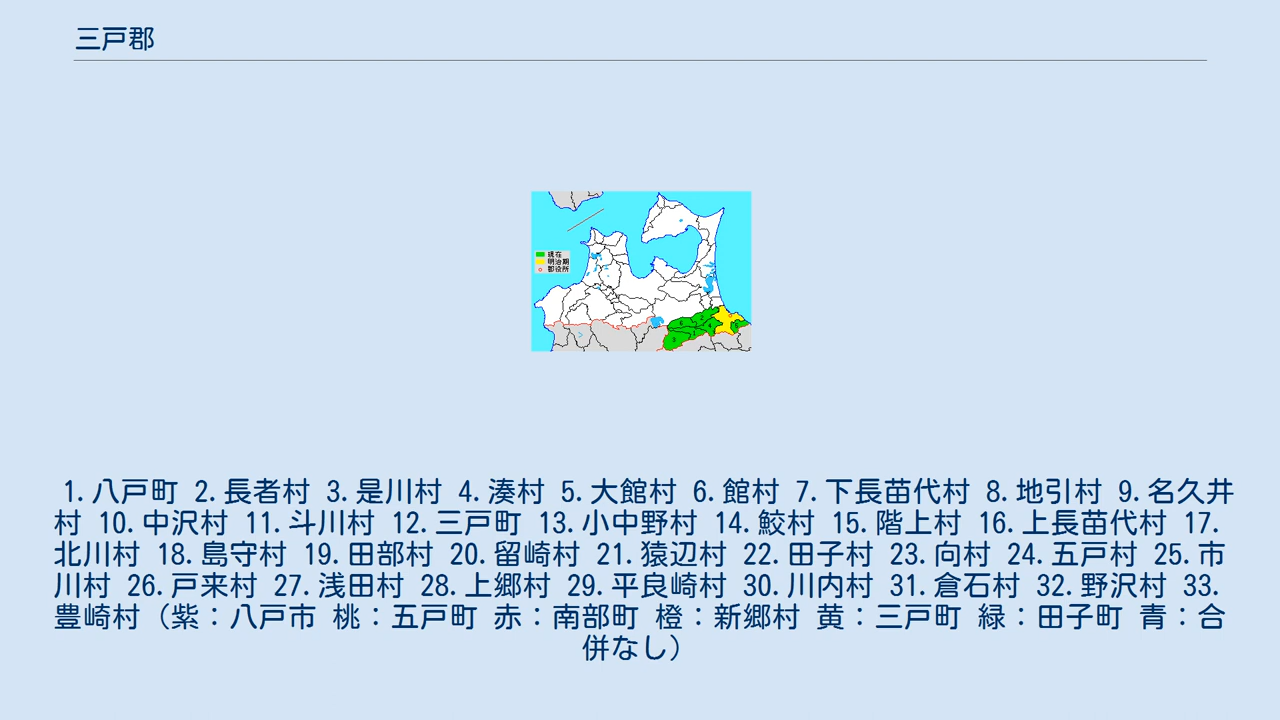 三戸郡
現在
明治期
郡役所
1.八戸町 2.長者村 3.是川村 4.湊村 5.大館村 6.館村 7.下長苗代村 8.地引村 9.名久井
村 10.中沢村 11.斗川村 12.三戸町 13.小中野村 14.鮫村 15.階上村 16.上長苗代村 17.
北川村 18.島守村 19.田部村 20.留崎村 21.猿辺村 22.田子村 23.向村 24.五戸村 25.市
川村 26.戸来村 27.浅田村 28.上郷村 29.平良崎村 30.川内村 31.倉石村 32.野沢村 33.
豊崎村（紫：八戸市 桃：五戸町 赤：南部町 橙：新郷村 黄：三戸町 緑：田子町 青：合
併なし）